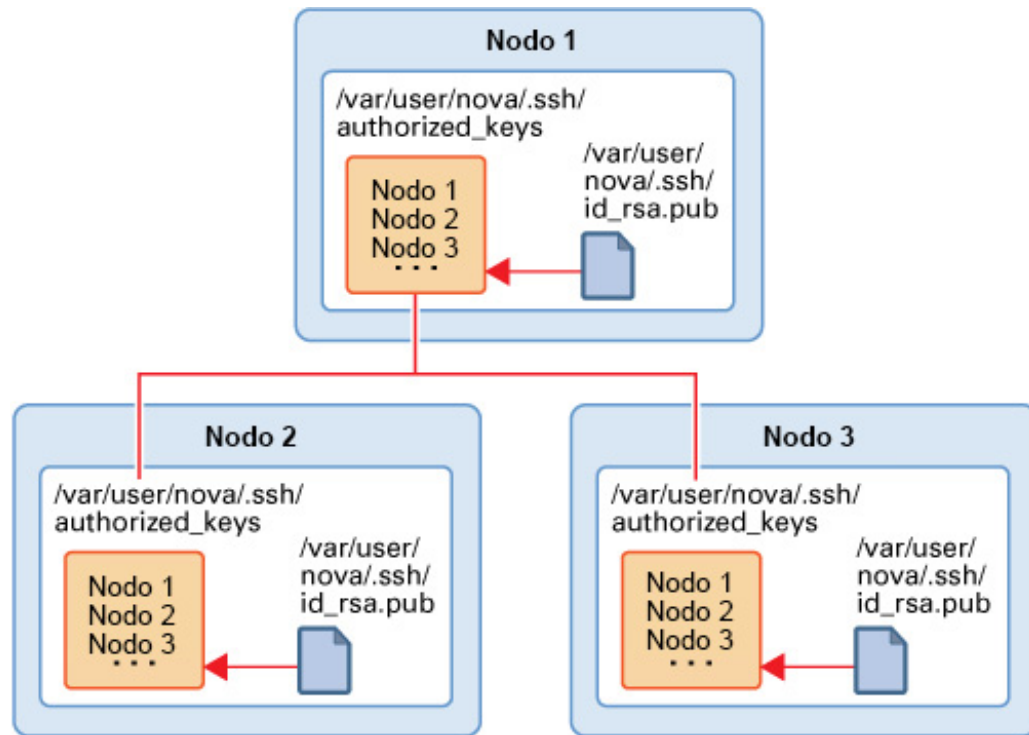 Nodo 1
/var/user/nova/.ssh/
authorized_keys
Nodo 1
Nodo 2
Nodo 3
. . .
/var/user/
nova/.ssh/
id_rsa.pub
Nodo 2
/var/user/nova/.ssh/
authorized_keys
Nodo 1
Nodo 2
Nodo 3
. . .
/var/user/
nova/.ssh/
id_rsa.pub
Nodo 3
/var/user/nova/.ssh/
authorized_keys
Nodo 1
Nodo 2
Nodo 3
. . .
/var/user/
nova/.ssh/
id_rsa.pub